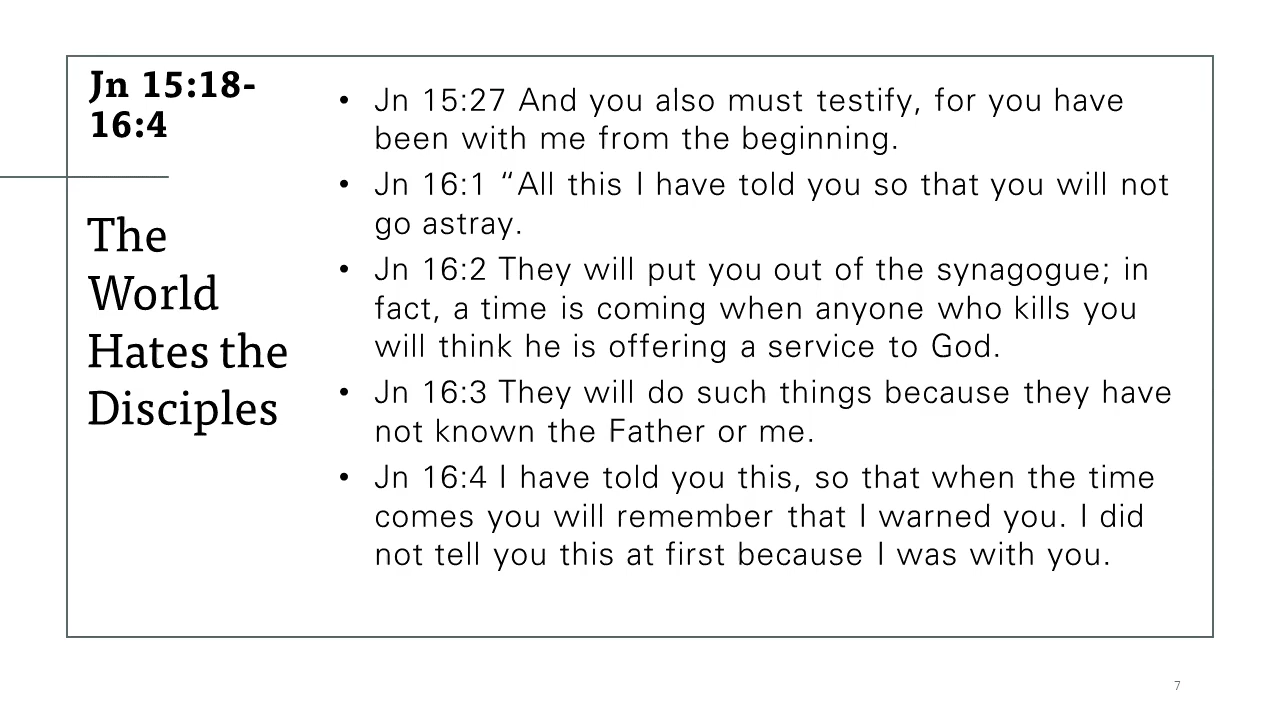 Jn 15:18-
16:4
The
World
Hates the
Disciples
• Jn 15:27 And you also must testify, for you have
been with me from the beginning.
• Jn 16:1 “All this I have told you so that you will not
go astray.
• Jn 16:2 They will put you out of the synagogue; in
fact, a time is coming when anyone who kills you
will think he is offering a service to God.
• Jn 16:3 They will do such things because they have
not known the Father or me.
• Jn 16:4 I have told you this, so that when the time
comes you will remember that I warned you. I did
not tell you this at first because I was with you.
7